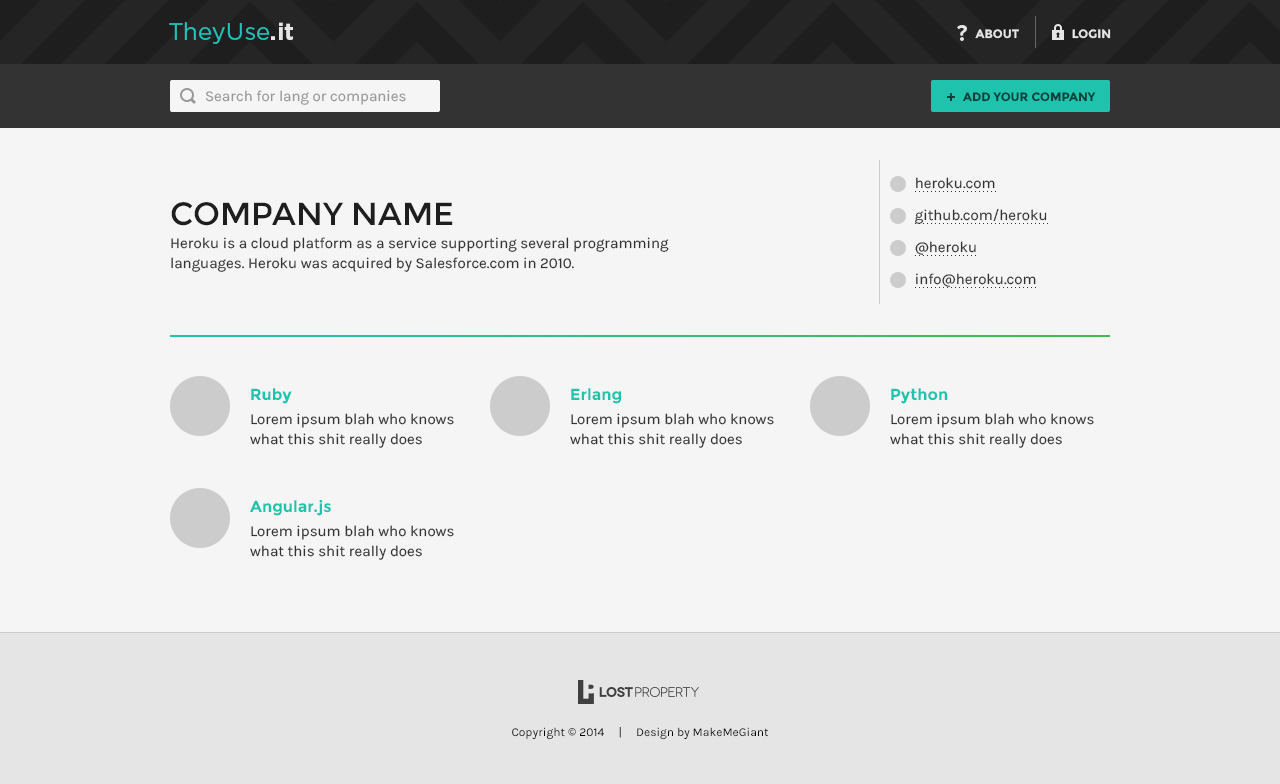 TheyUse.it
? ABOUT
LOGIN
Search for lang or companies
+ ADD YOUR COMPANY
COMPANY NAME
Heroku is a cloud platform as a service supporting several programming
languages. Heroku was acquired by Salesforce.com in 2010.
heroku.com
github.com/heroku
@heroku
info@heroku.com
Ruby
Lorem ipsum blah who knows
what this shit really does
Erlang
Lorem ipsum blah who knows
what this shit really does
Python
Lorem ipsum blah who knows
what this shit really does
Angular.js
Lorem ipsum blah who knows
what this shit really does
LOSTPROPERTY
Copyright © 2014 | Design by MakeMeGiant